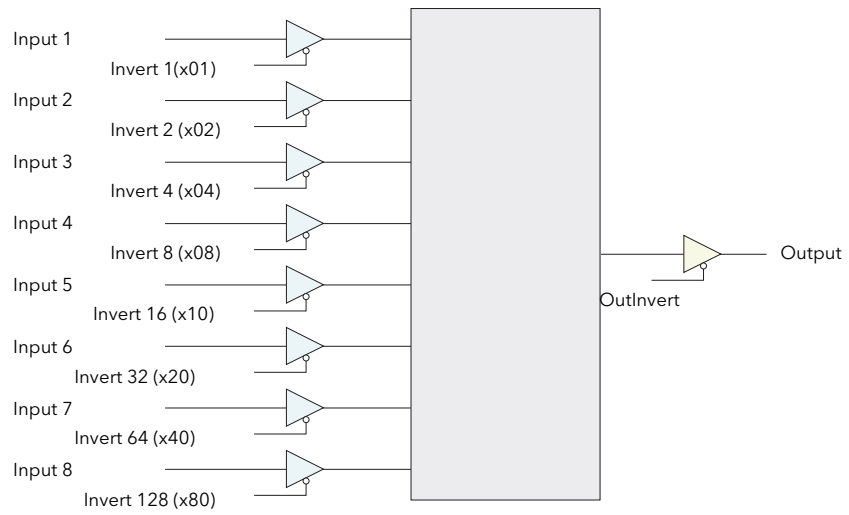 Input 1
Invert 1(x01)
Input 2
Invert 2 (x02)
Input 3
Invert 4 (x04)
Input 4
Invert 8 (x08)
Input 5
Invert 16 (x10)
Input 6
Invert 32 (x20)
Input 7
Invert 64 (x40)
Input 8
Invert 128 (x80)
Output
OutInvert